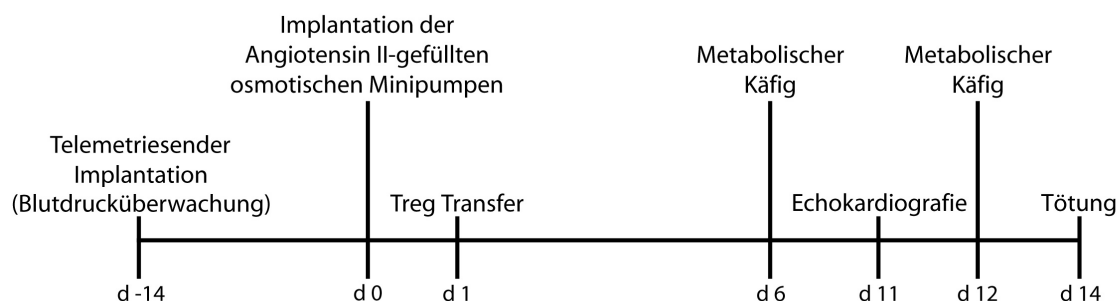 Implantation der
Angiotensin II-gefüllten
osmotischen Minipumpen
Metabolischer
Käfig
Metabolischer
Käfig
Telemetriesender
Implantation
(Blutdrucküberwachung)
Treg Transfer
Echokardiografie
Tötung
d -14
d 0
d 1
d 6
d 11
d 12
d 14